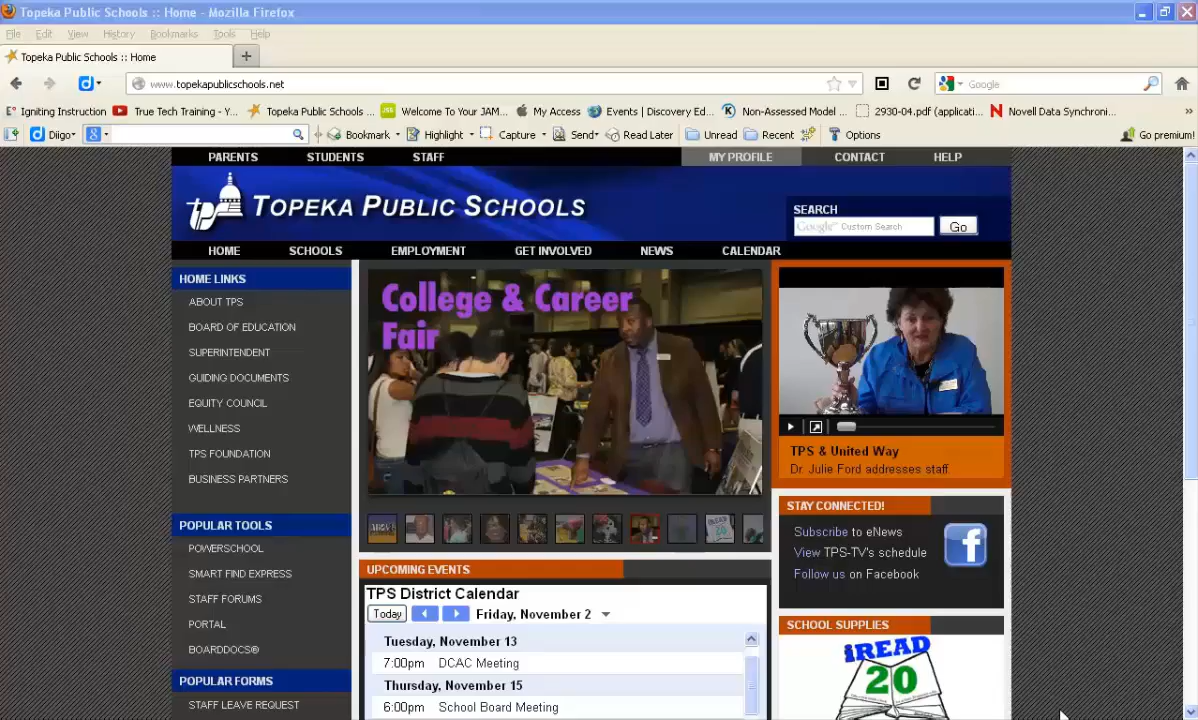 Topeka Public Schools :: Home - Mozilla Firefox
File Edit View History Bookmarks Tools Help
Topeka Public Schools :: Home
www.topekapublicschools.net
Google
Igniting Instruction True Tech Training - Y... Topeka Public Schools ... Welcome To Your JAM... My Access Events | Discovery Ed... Non-Assessed Model ... 2930-04.pdf (applicati... Novell Data Synchroni...
Diigo Bookmark Highlight Capture Send Read Later Unread Recent Options Go premium!
PARENTS STUDENTS STAFF MY PROFILE CONTACT HELP
tps TOPEKA PUBLIC SCHOOLS
SEARCH
Google Custom Search Go
HOME SCHOOLS EMPLOYMENT GET INVOLVED NEWS CALENDAR
HOME LINKS
ABOUT TPS
BOARD OF EDUCATION
SUPERINTENDENT
GUIDING DOCUMENTS
EQUITY COUNCIL
WELLNESS
TPS FOUNDATION
BUSINESS PARTNERS
POPULAR TOOLS
POWERSCHOOL
SMART FIND EXPRESS
STAFF FORUMS
PORTAL
BOARDDOCS®
POPULAR FORMS
STAFF LEAVE REQUEST
College & Career
Fair
UPCOMING EVENTS
TPS District Calendar
Today Friday, November 2
Tuesday, November 13
7:00pm DCAC Meeting
Thursday, November 15
6:00pm School Board Meeting
TPS & United Way
Dr. Julie Ford addresses staff.
STAY CONNECTED!
Subscribe to eNews
View TPS-TV's schedule
Follow us on Facebook
f
SCHOOL SUPPLIES
iREAD
20